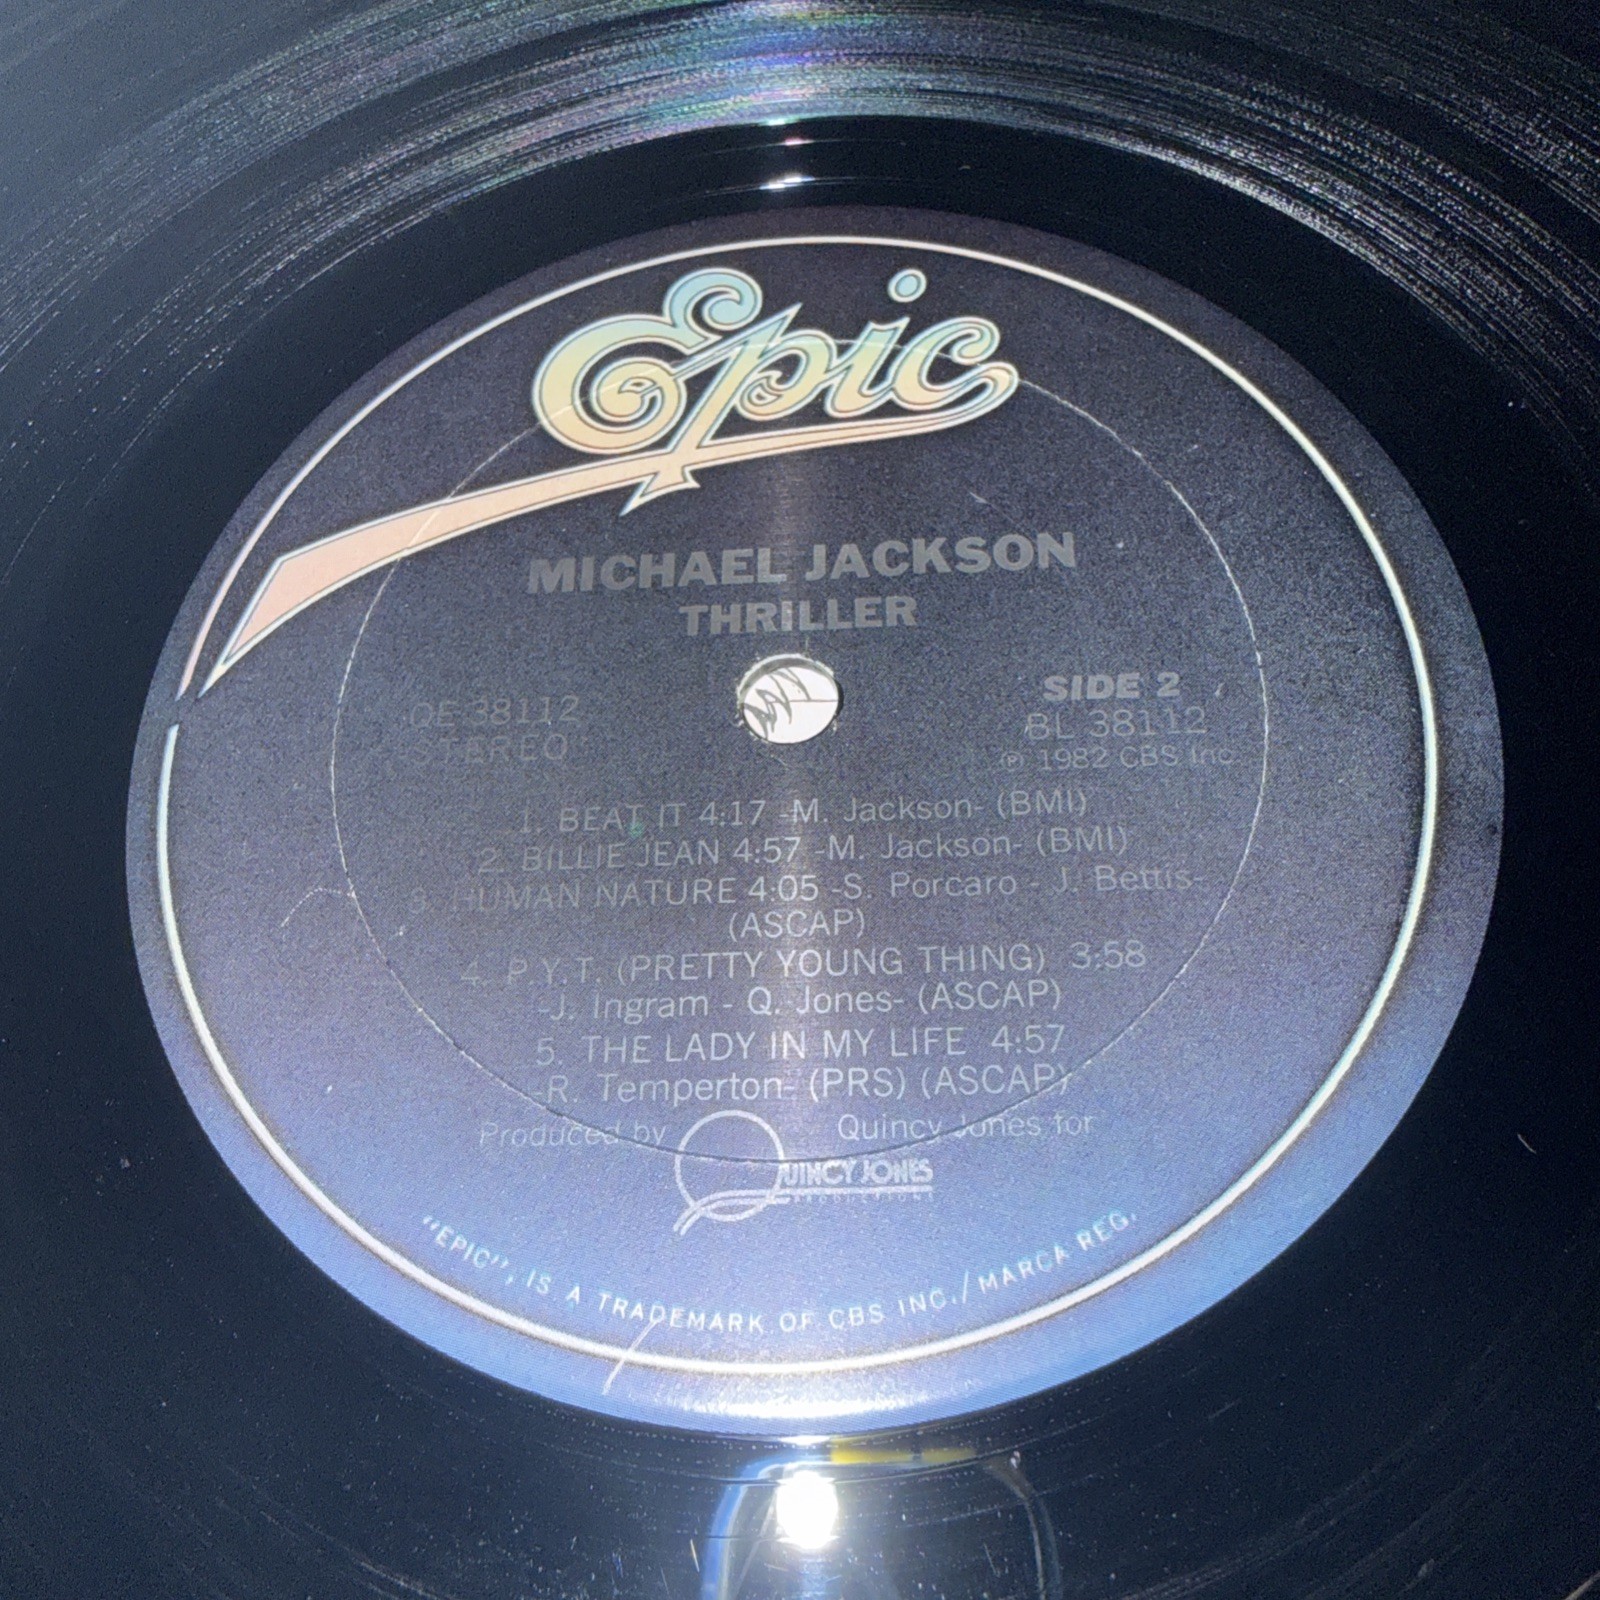 Epic
MICHAEL JACKSON
THRILLER
QE 38112
STEREO
SIDE 2
BL 38112
℗ 1982 CBS Inc.
1. BEAT IT 4:17 -M. Jackson- (BMI)
2. BILLIE JEAN 4:57 -M. Jackson- (BMI)
3. HUMAN NATURE 4:05 -S. Porcaro - J. Bettis-
(ASCAP)
4. P.Y.T. (PRETTY YOUNG THING) 3:58
-J. Ingram - Q. Jones- (ASCAP)
5. THE LADY IN MY LIFE 4:57
-R. Temperton- (PRS) (ASCAP)
Produced by Quincy Jones for
QUINCY JONES
PRODUCTIONS
"EPIC", IS A TRADEMARK OF CBS INC./MARCA REG.